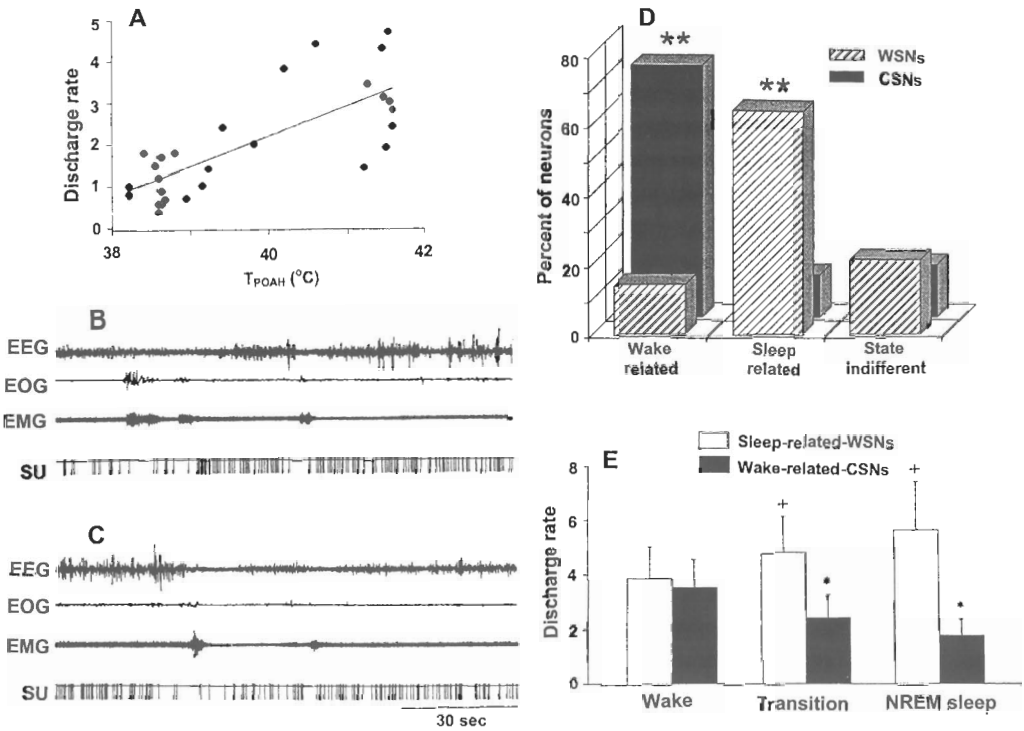 A
Discharge rate
5
4
3
2
1
0
38
40
42
TPOAH (°C)
B
EEG
EOG
EMG
SU
C
EEG
EOG
EMG
SU
30 sec
D
Percent of neurons
80
60
40
20
0
**
**
WSNs
CSNs
Wake related
Sleep related
State indifferent
E
Sleep-related-WSNs
Wake-related-CSNs
Discharge rate
8
6
4
2
0
+
*
+
*
Wake
Transition
NREM sleep